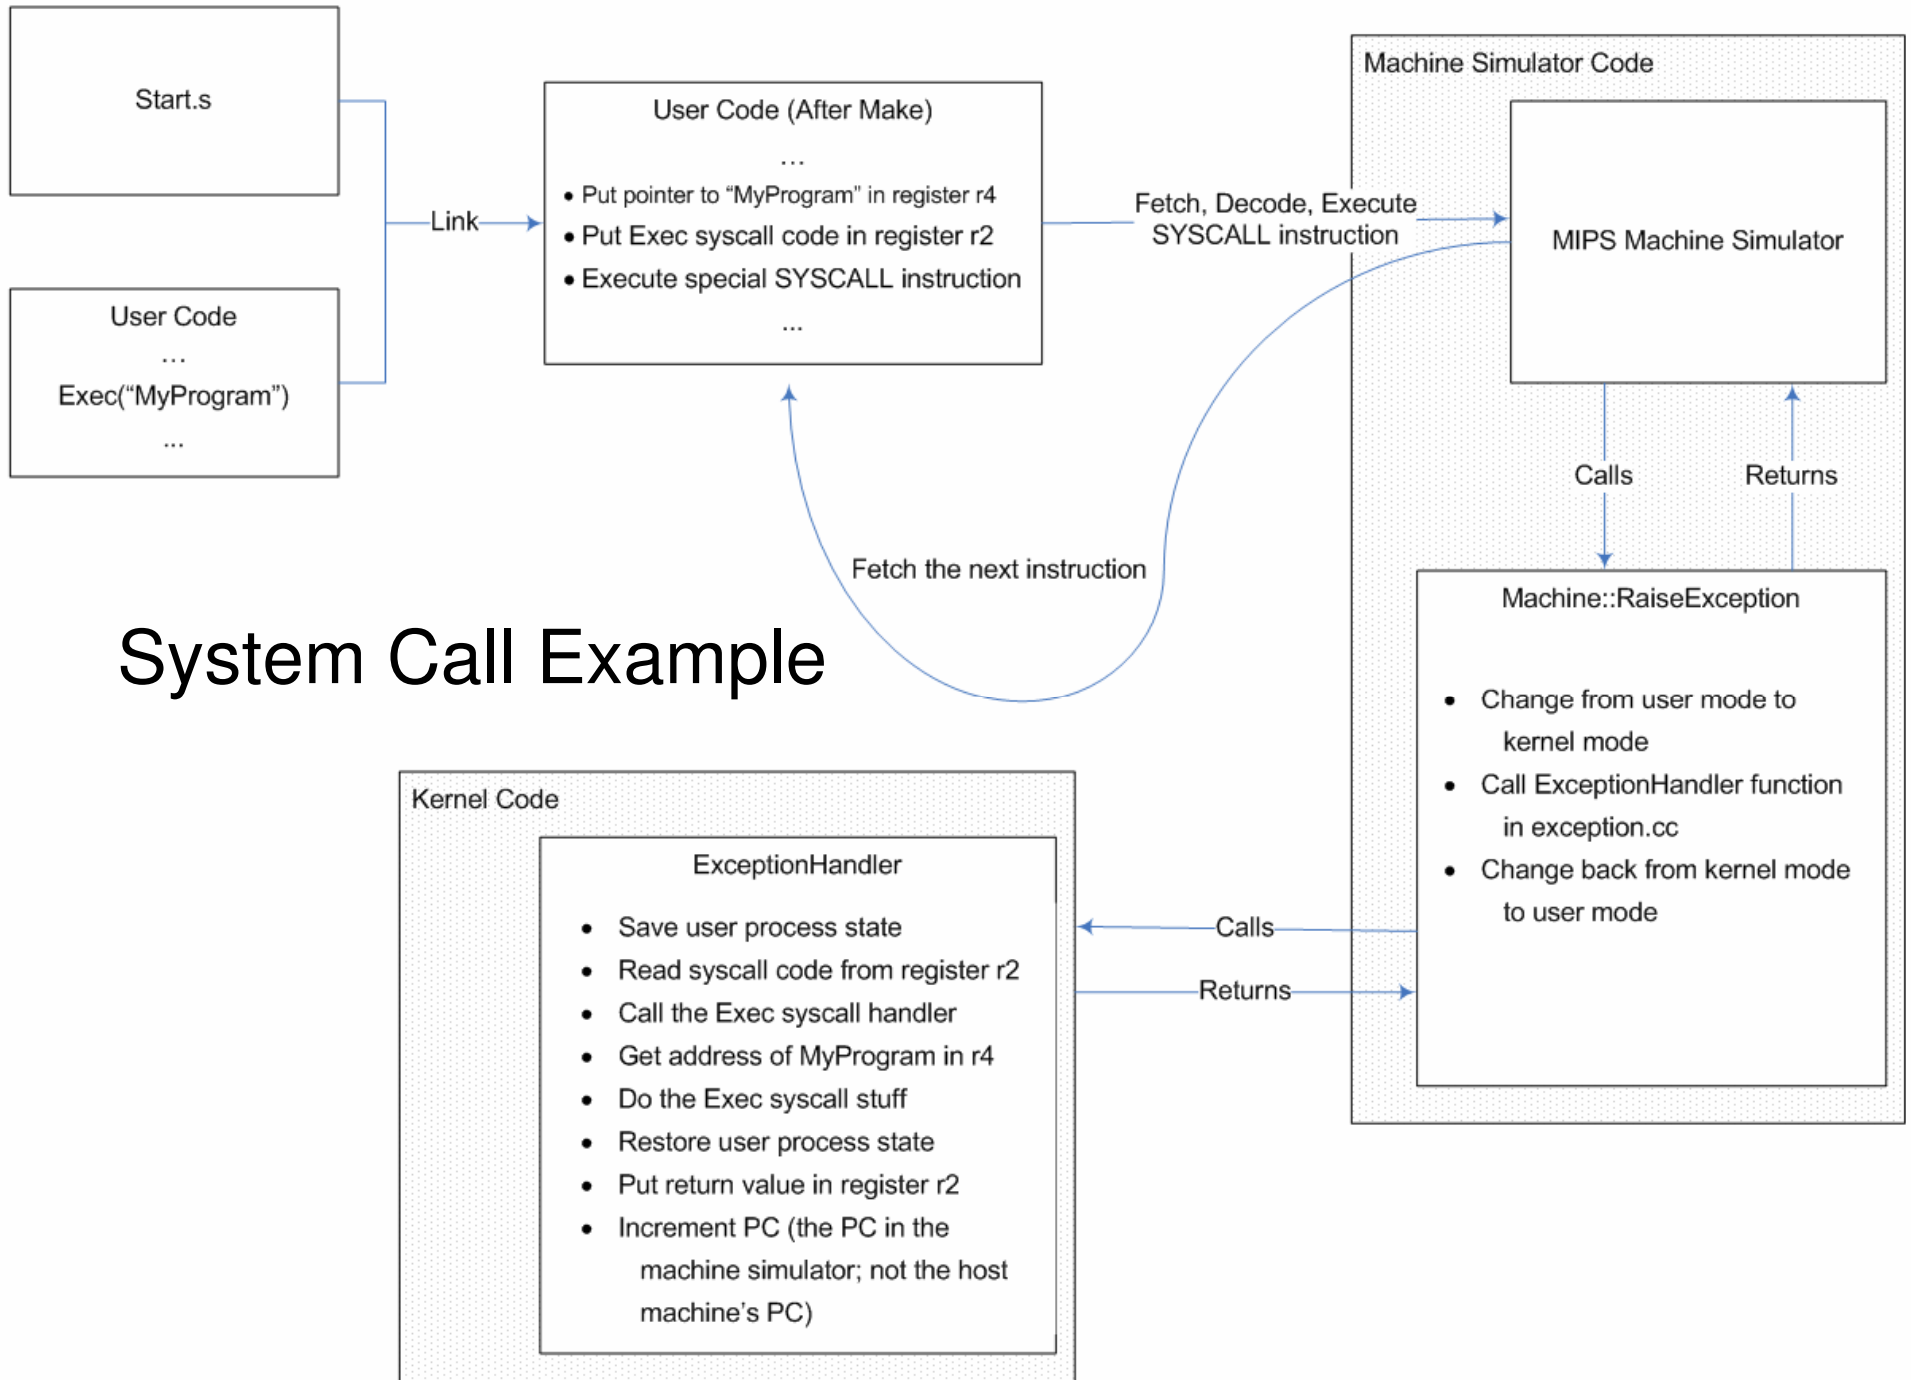 Start.s
User Code
…
Exec(“MyProgram”)
...
Link
User Code (After Make)
…
• Put pointer to “MyProgram” in register r4
• Put Exec syscall code in register r2
• Execute special SYSCALL instruction
...
Fetch, Decode, Execute
SYSCALL instruction
Machine Simulator Code
MIPS Machine Simulator
Calls
Returns
Fetch the next instruction
Machine::RaiseException
• Change from user mode to
kernel mode
• Call ExceptionHandler function
in exception.cc
• Change back from kernel mode
to user mode
System Call Example
Calls
Returns
Kernel Code
ExceptionHandler
• Save user process state
• Read syscall code from register r2
• Call the Exec syscall handler
• Get address of MyProgram in r4
• Do the Exec syscall stuff
• Restore user process state
• Put return value in register r2
• Increment PC (the PC in the
machine simulator; not the host
machine’s PC)